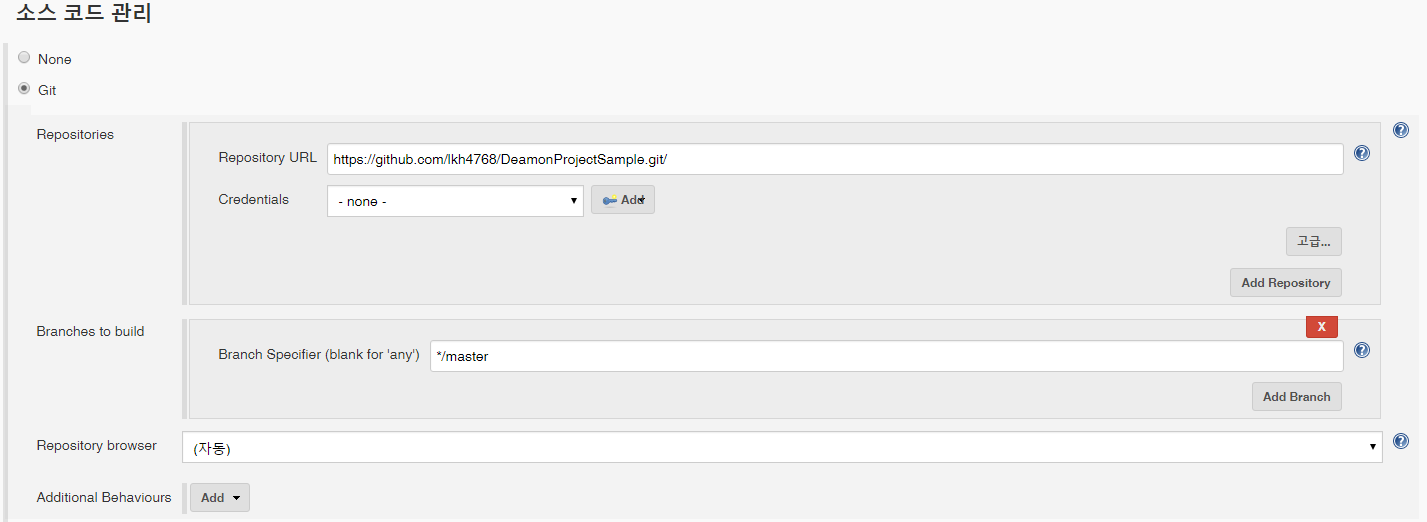 소스 코드 관리
None
Git
Repositories
Repository URL https://github.com/lkh4768/DeamonProjectSample.git/
Credentials - none - Add
고급...
Add Repository
Branches to build
X
Branch Specifier (blank for 'any') */master
Add Branch
Repository browser (자동)
Additional Behaviours Add